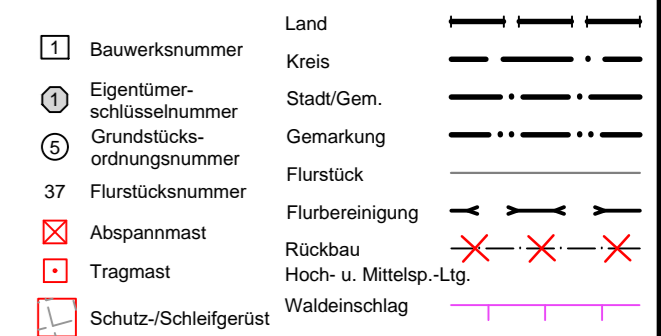 1 Bauwerksnummer
1 Eigentümer-
schlüsselnummer
5 Grundstücks-
ordnungsnummer
37 Flurstücksnummer
Abspannmast
Tragmast
Schutz-/Schleifgerüst
Land
Kreis
Stadt/Gem.
Gemarkung
Flurstück
Flurbereinigung
Rückbau
Hoch- u. Mittelsp.-Ltg.
Waldeinschlag